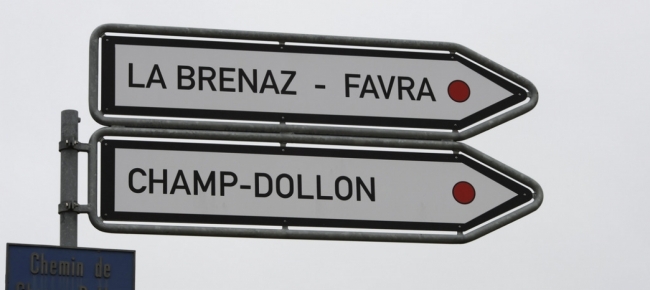 LA BRENAZ - FAVRA
CHAMP-DOLLON
Chemin de